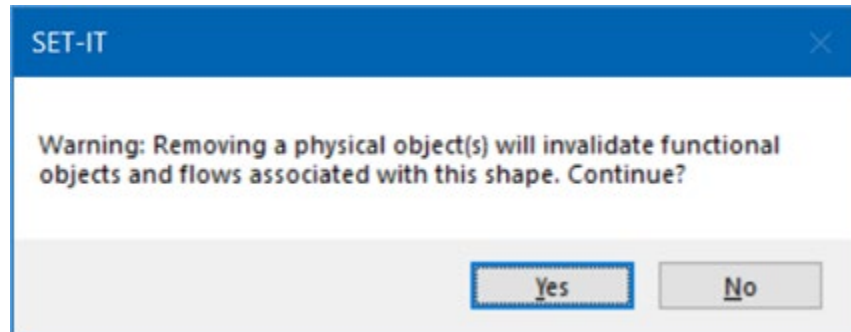 SET-IT
Warning: Removing a physical object(s) will invalidate functional
objects and flows associated with this shape. Continue?
Yes
No